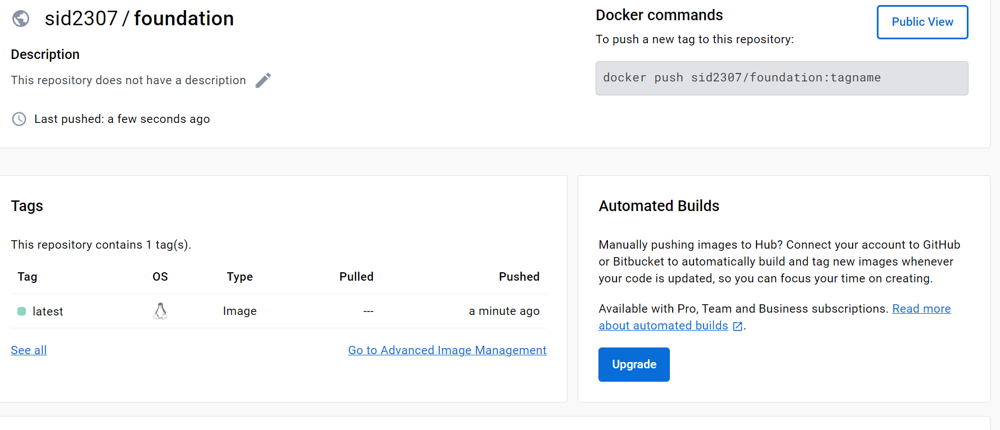 sid2307 / foundation
Description
This repository does not have a description
Last pushed: a few seconds ago
Docker commands
To push a new tag to this repository:
Public View
docker push sid2307/foundation:tagname
Tags
This repository contains 1 tag(s).
Tag OS Type Pulled Pushed
latest Image --- a minute ago
See all Go to Advanced Image Management
Automated Builds
Manually pushing images to Hub? Connect your account to GitHub
or Bitbucket to automatically build and tag new images whenever
your code is updated, so you can focus your time on creating.
Available with Pro, Team and Business subscriptions. Read more
about automated builds.
Upgrade